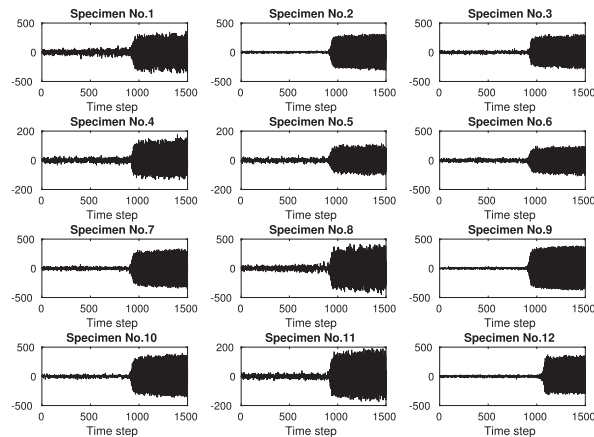 Specimen No.1 Specimen No.2 Specimen No.3
500 500 500
0 0 0
-500 -500 -500
0 500 1000 1500 0 500 1000 1500 0 500 1000 1500
Time step Time step Time step
Specimen No.4 Specimen No.5 Specimen No.6
200 200 500
0 0 0
-200 -200 -500
0 500 1000 1500 0 500 1000 1500 0 500 1000 1500
Time step Time step Time step
Specimen No.7 Specimen No.8 Specimen No.9
500 500 500
0 0 0
-500 -500 -500
0 500 1000 1500 0 500 1000 1500 0 500 1000 1500
Time step Time step Time step
Specimen No.10 Specimen No.11 Specimen No.12
500 200 500
0 0 0
-500 -200 -500
0 500 1000 1500 0 500 1000 1500 0 500 1000 1500
Time step Time step Time step